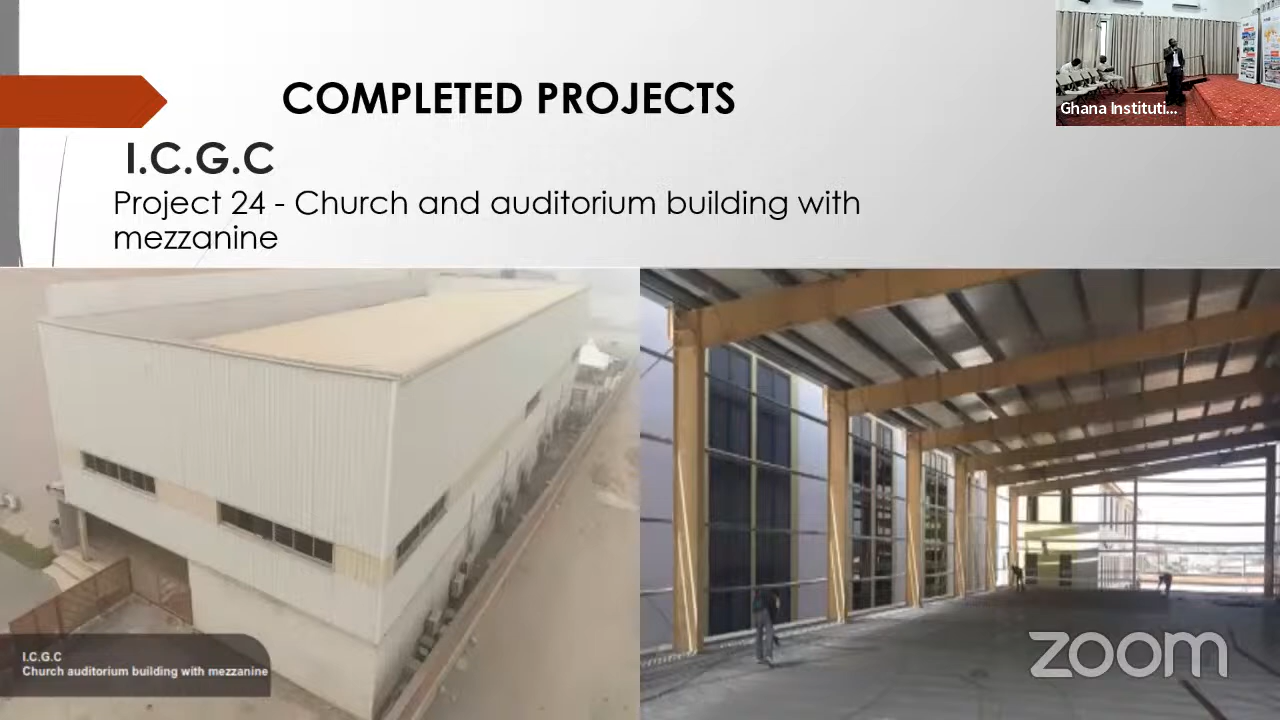 COMPLETED PROJECTS
Ghana Instituti...
I.C.G.C
Project 24 - Church and auditorium building with
mezzanine
I.C.G.C
Church auditorium building with mezzanine
zoom